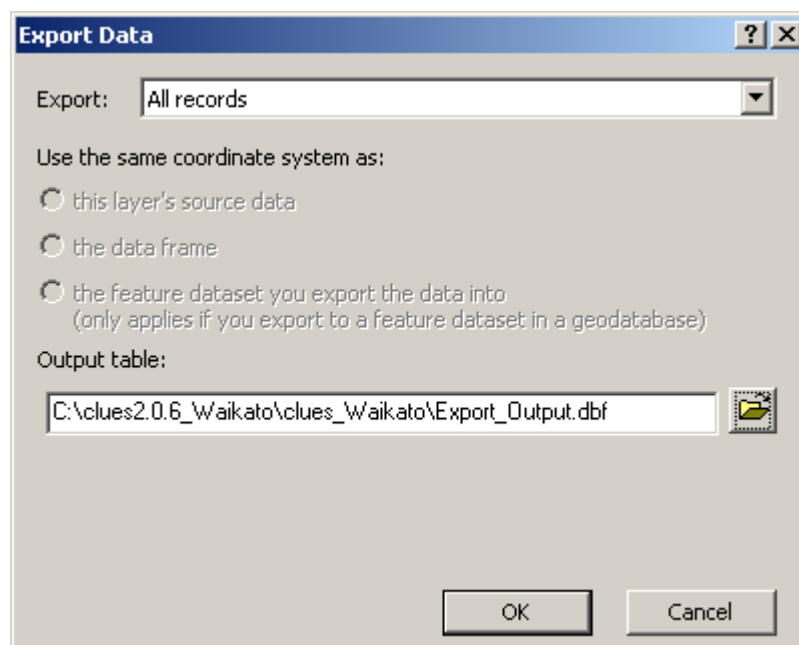 Export Data
Export: All records
Use the same coordinate system as:
this layer's source data
the data frame
the feature dataset you export the data into
(only applies if you export to a feature dataset in a geodatabase)
Output table:
C:\clues2.0.6_Waikato\clues_Waikato\Export_Output.dbf
OK Cancel